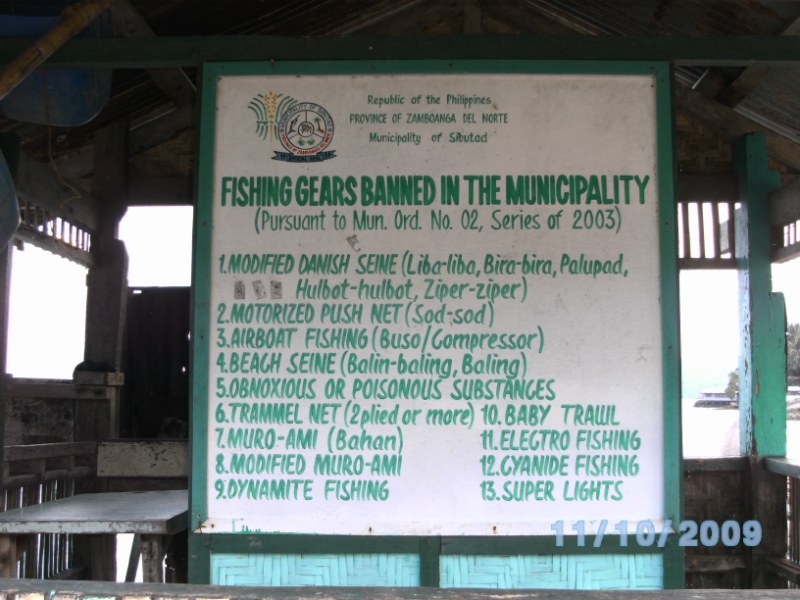 Republic of the Philippines
PROVINCE OF ZAMBOANGA DEL NORTE
Municipality of Sibutad
FISHING GEARS BANNED IN THE MUNICIPALITY
(Pursuant to Mun. Ord. No. 02, Series of 2003)
1.MODIFIED DANISH SEINE (Liba-liba, Bira-bira, Palupad,
Hulbot-hulbot, Ziper-ziper)
2.MOTORIZED PUSH NET (Sod-sod)
3.AIRBOAT FISHING (Buso/Compressor)
4.BEACH SEINE (Balin-baling, Baling)
5.OBNOXIOUS OR POISONOUS SUBSTANCES
6.TRAMMEL NET (2plied or more)
7.MURO-AMI (Bahan)
8.MODIFIED MURO-AMI
9.DYNAMITE FISHING
10.BABY TRAWL
11.ELECTRO FISHING
12.CYANIDE FISHING
13.SUPER LIGHTS
11/10/2009